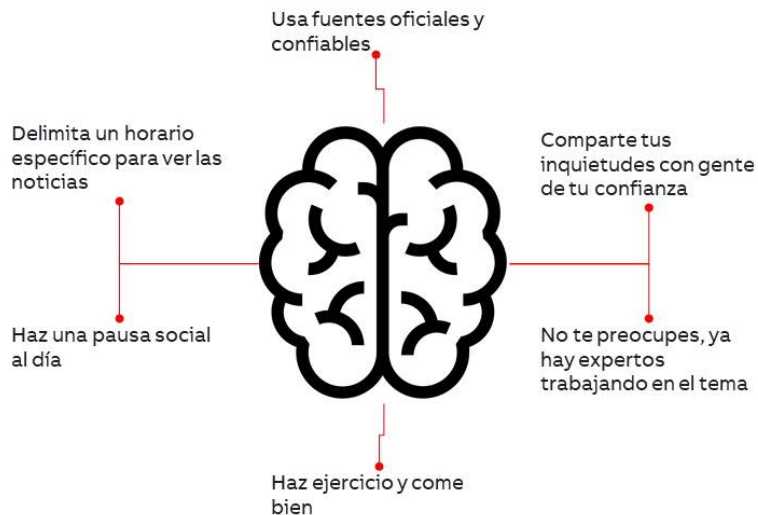 Usa fuentes oficiales y
confiables
Delimita un horario
específico para ver las
noticias
Comparte tus
inquietudes con gente
de tu confianza
Haz una pausa social
al día
No te preocupes, ya
hay expertos
trabajando en el tema
Haz ejercicio y come
bien